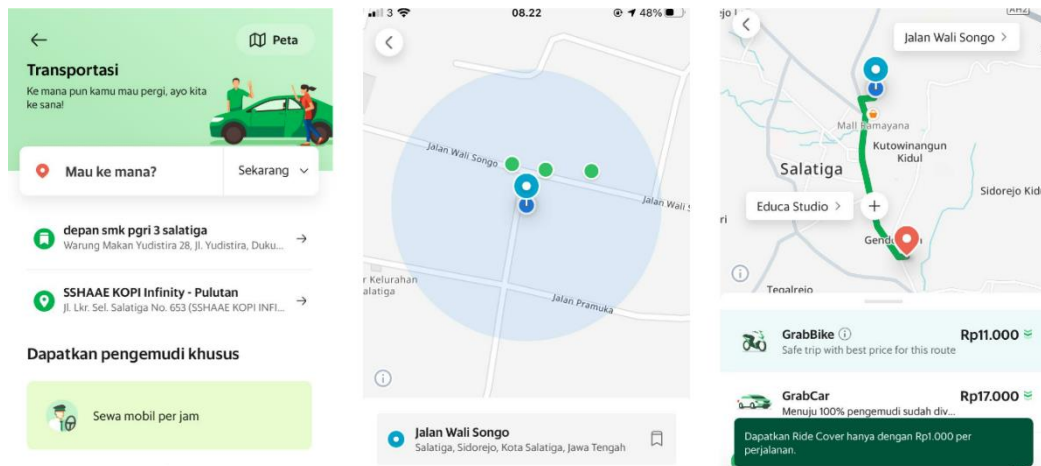 Peta
Transportasi
Ke mana pun kamu mau pergi, ayo kita
ke sana!
Mau ke mana?
Sekarang
depan smk pgri 3 salatiga
Warung Makan Yudistira 28, Jl. Yudistira, Duku...
SSHAAE KOPI Infinity - Pulutan
Jl. Lkr. Sel. Salatiga No. 653 (SSHAAE KOPI INFI...
Dapatkan pengemudi khusus
Sewa mobil per jam
3
08.22
48%
Jalan Wali Songo
Jalan Wali
r Kelurahan
alatiga
Jalan Pramuka
Jalan Wali Songo
Salatiga, Sidorejo, Kota Salatiga, Jawa Tengah
ejo
(AH2)
Jalan Wali Songo >
Mall Ramayana
Kutowinangun
Kidul
Salatiga
Sidorejo Kid
Educa Studio >
ri
Tegalrejo
GrabBike
Rp11.000
Safe trip with best price for this route
GrabCar
Rp17.000
Menuju 100% pengemudi sudah div...
Dapatkan Ride Cover hanya dengan Rp1.000 per
perjalanan.